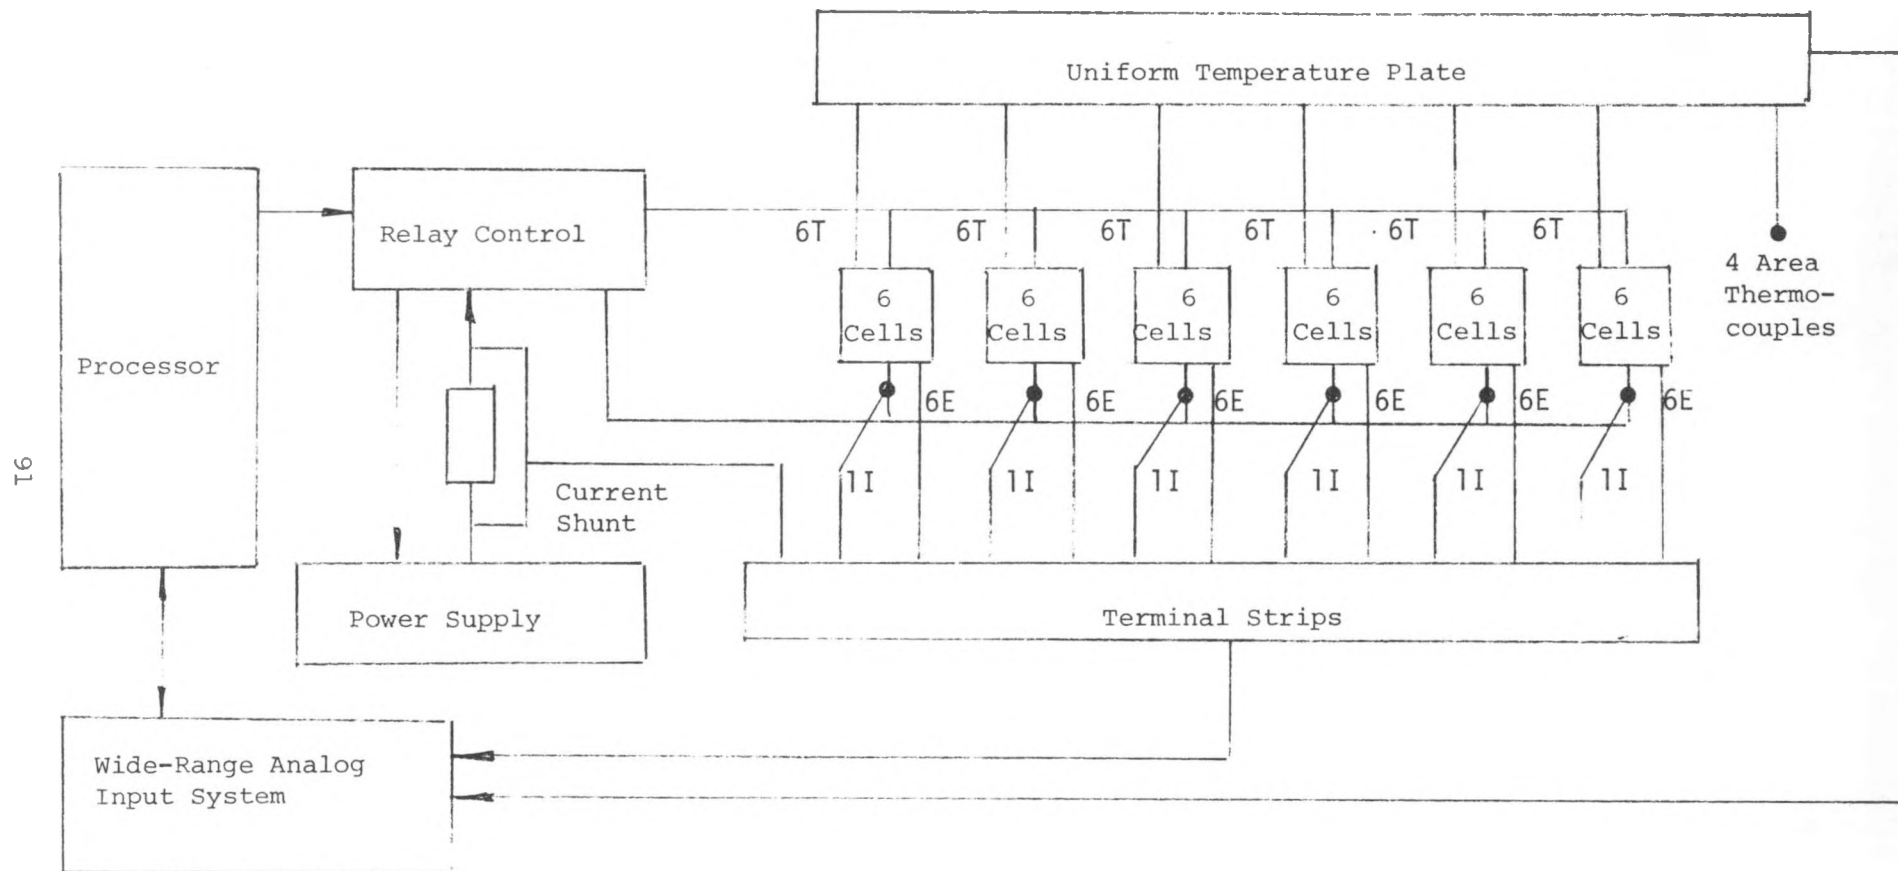 Uniform Temperature Plate
Relay Control
6T
6T
6T
6T
6T
6T
4 Area
Thermo-
couples
6
Cells
6
Cells
6
Cells
6
Cells
6
Cells
6
Cells
Processor
6E
6E
6E
6E
6E
6E
91
1I
1I
1I
1I
1I
1I
Current
Shunt
Power Supply
Terminal Strips
Wide-Range Analog
Input System